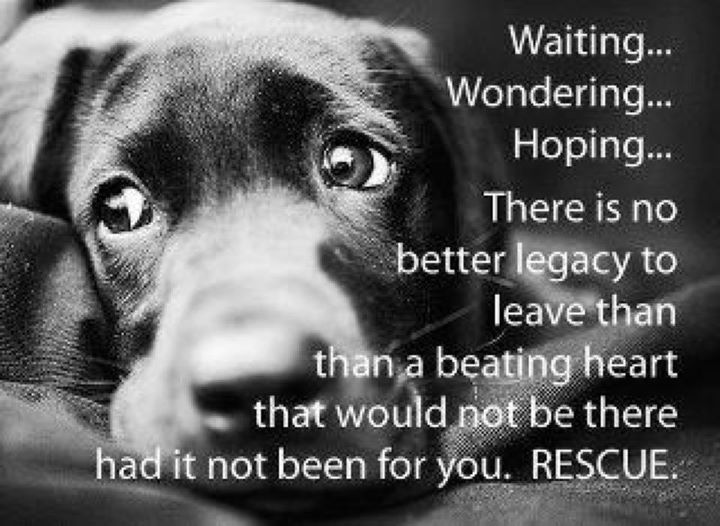 Waiting...
Wondering...
Hoping...
There is no
better legacy to
leave than
than a beating heart
that would not be there
had it not been for you. RESCUE.